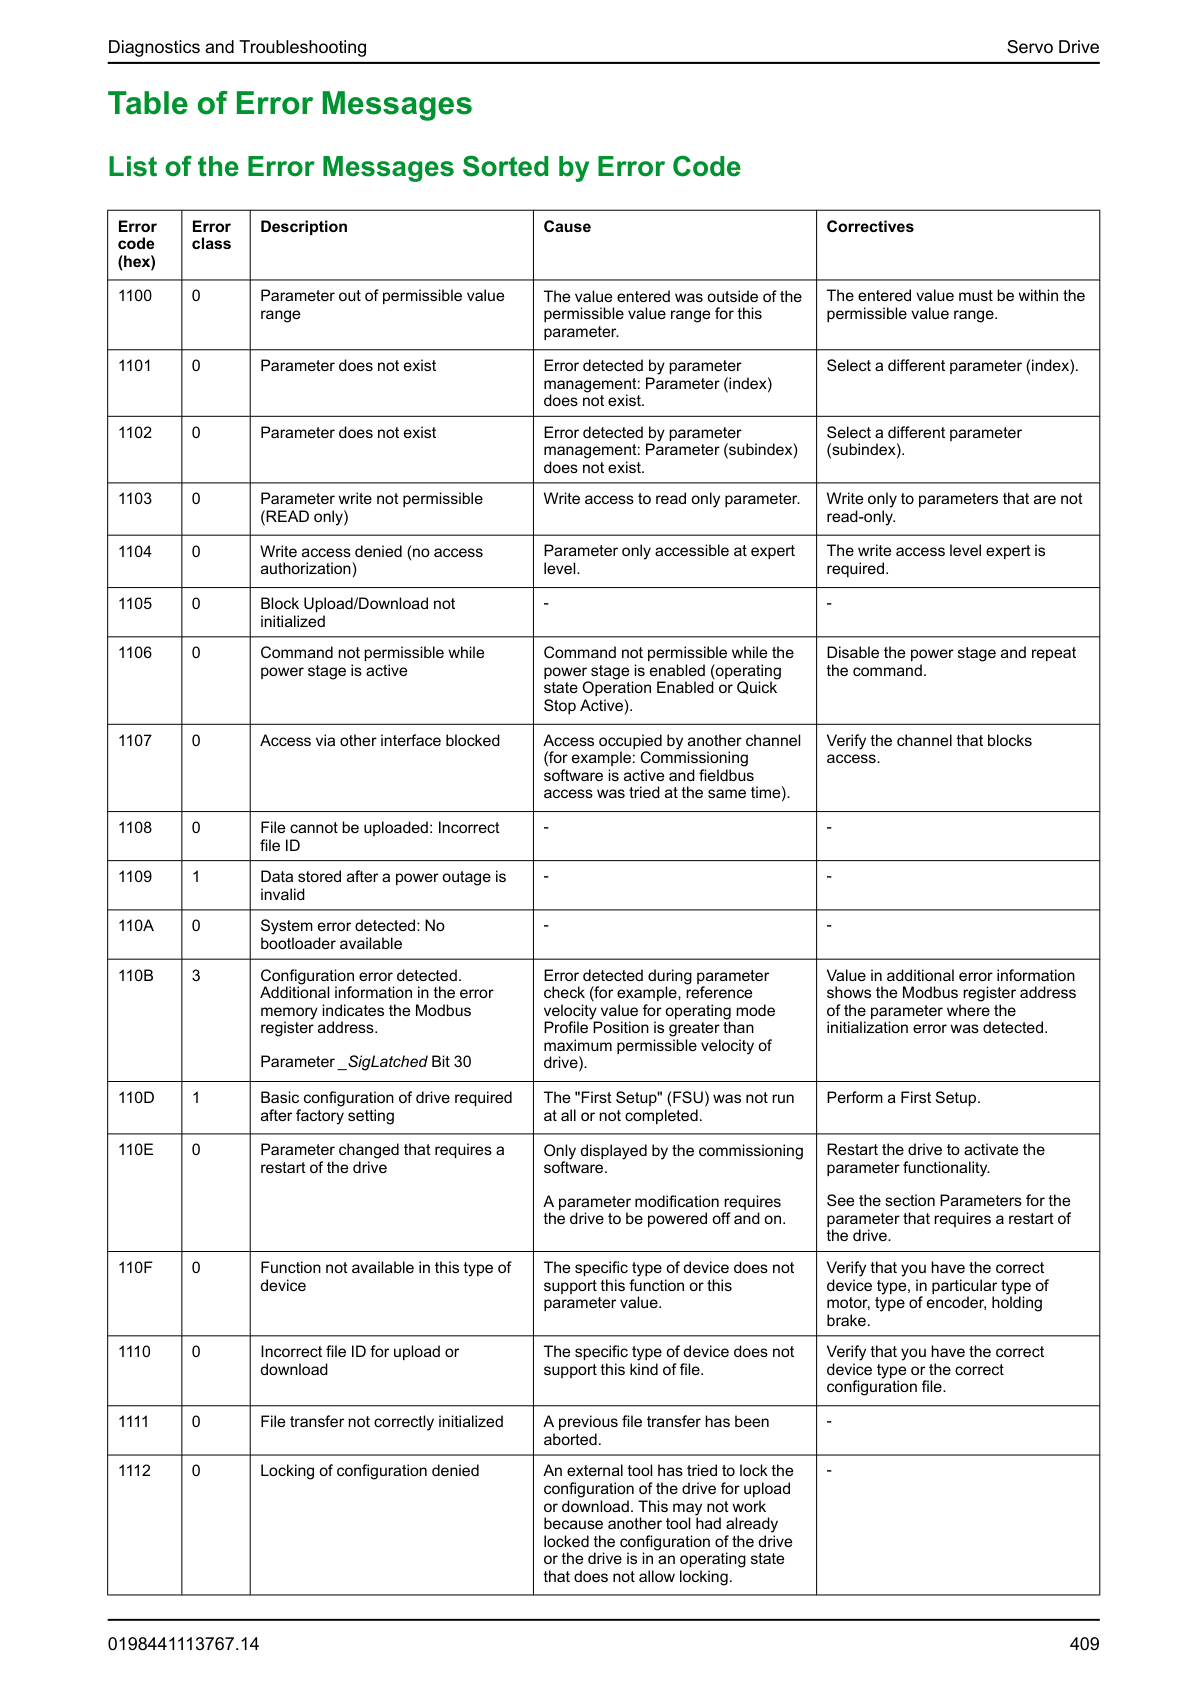 Diagnostics and Troubleshooting
Servo Drive
Table of Error Messages
List of the Error Messages Sorted by Error Code
Error code (hex)
Error class
Description
Cause
Correctives
1100
0
Parameter out of permissible value
range
The value entered was outside of the
permissible value range for this
parameter.
The entered value must be within the
permissible value range.
1101
0
Parameter does not exist
Error detected by parameter
management: Parameter (index)
does not exist.
Select a different parameter (index).
1102
0
Parameter does not exist
Error detected by parameter
management: Parameter (subindex)
does not exist.
Select a different parameter
(subindex).
1103
0
Parameter write not permissible
(READ only)
Write access to read only parameter.
Write only to parameters that are not
read-only.
1104
0
Write access denied (no access
authorization)
Parameter only accessible at expert
level.
The write access level expert is
required.
1105
0
Block Upload/Download not
initialized
-
-
1106
0
Command not permissible while
power stage is active
Command not permissible while the
power stage is enabled (operating
state Operation Enabled or Quick
Stop Active).
Disable the power stage and repeat
the command.
1107
0
Access via other interface blocked
Access occupied by another channel
(for example: Commissioning
software is active and fieldbus
access was tried at the same time).
Verify the channel that blocks
access.
1108
0
File cannot be uploaded: Incorrect
file ID
-
-
1109
1
Data stored after a power outage is
invalid
-
-
110A
0
System error detected: No
bootloader available
-
-
110B
3
Configuration error detected.
Additional information in the error
memory indicates the Modbus
register address.
Parameter _SigLatched Bit 30
Error detected during parameter
check (for example, reference
velocity value for operating mode
Profile Position is greater than
maximum permissible velocity of
drive).
Value in additional error information
shows the Modbus register address
of the parameter where the
initialization error was detected.
110D
1
Basic configuration of drive required
after factory setting
The "First Setup" (FSU) was not run
at all or not completed.
Perform a First Setup.
110E
0
Parameter changed that requires a
restart of the drive
Only displayed by the commissioning
software.
A parameter modification requires
the drive to be powered off and on.
Restart the drive to activate the
parameter functionality.
See the section Parameters for the
parameter that requires a restart of
the drive.
110F
0
Function not available in this type of
device
The specific type of device does not
support this function or this
parameter value.
Verify that you have the correct
device type, in particular type of
motor, type of encoder, holding
brake.
1110
0
Incorrect file ID for upload or
download
The specific type of device does not
support this kind of file.
Verify that you have the correct
device type or the correct
configuration file.
1111
0
File transfer not correctly initialized
A previous file transfer has been
aborted.
-
1112
0
Locking of configuration denied
An external tool has tried to lock the
configuration of the drive for upload
or download. This may not work
because another tool had already
locked the configuration of the drive
or the drive is in an operating state
that does not allow locking.
-
0198441113767.14
409